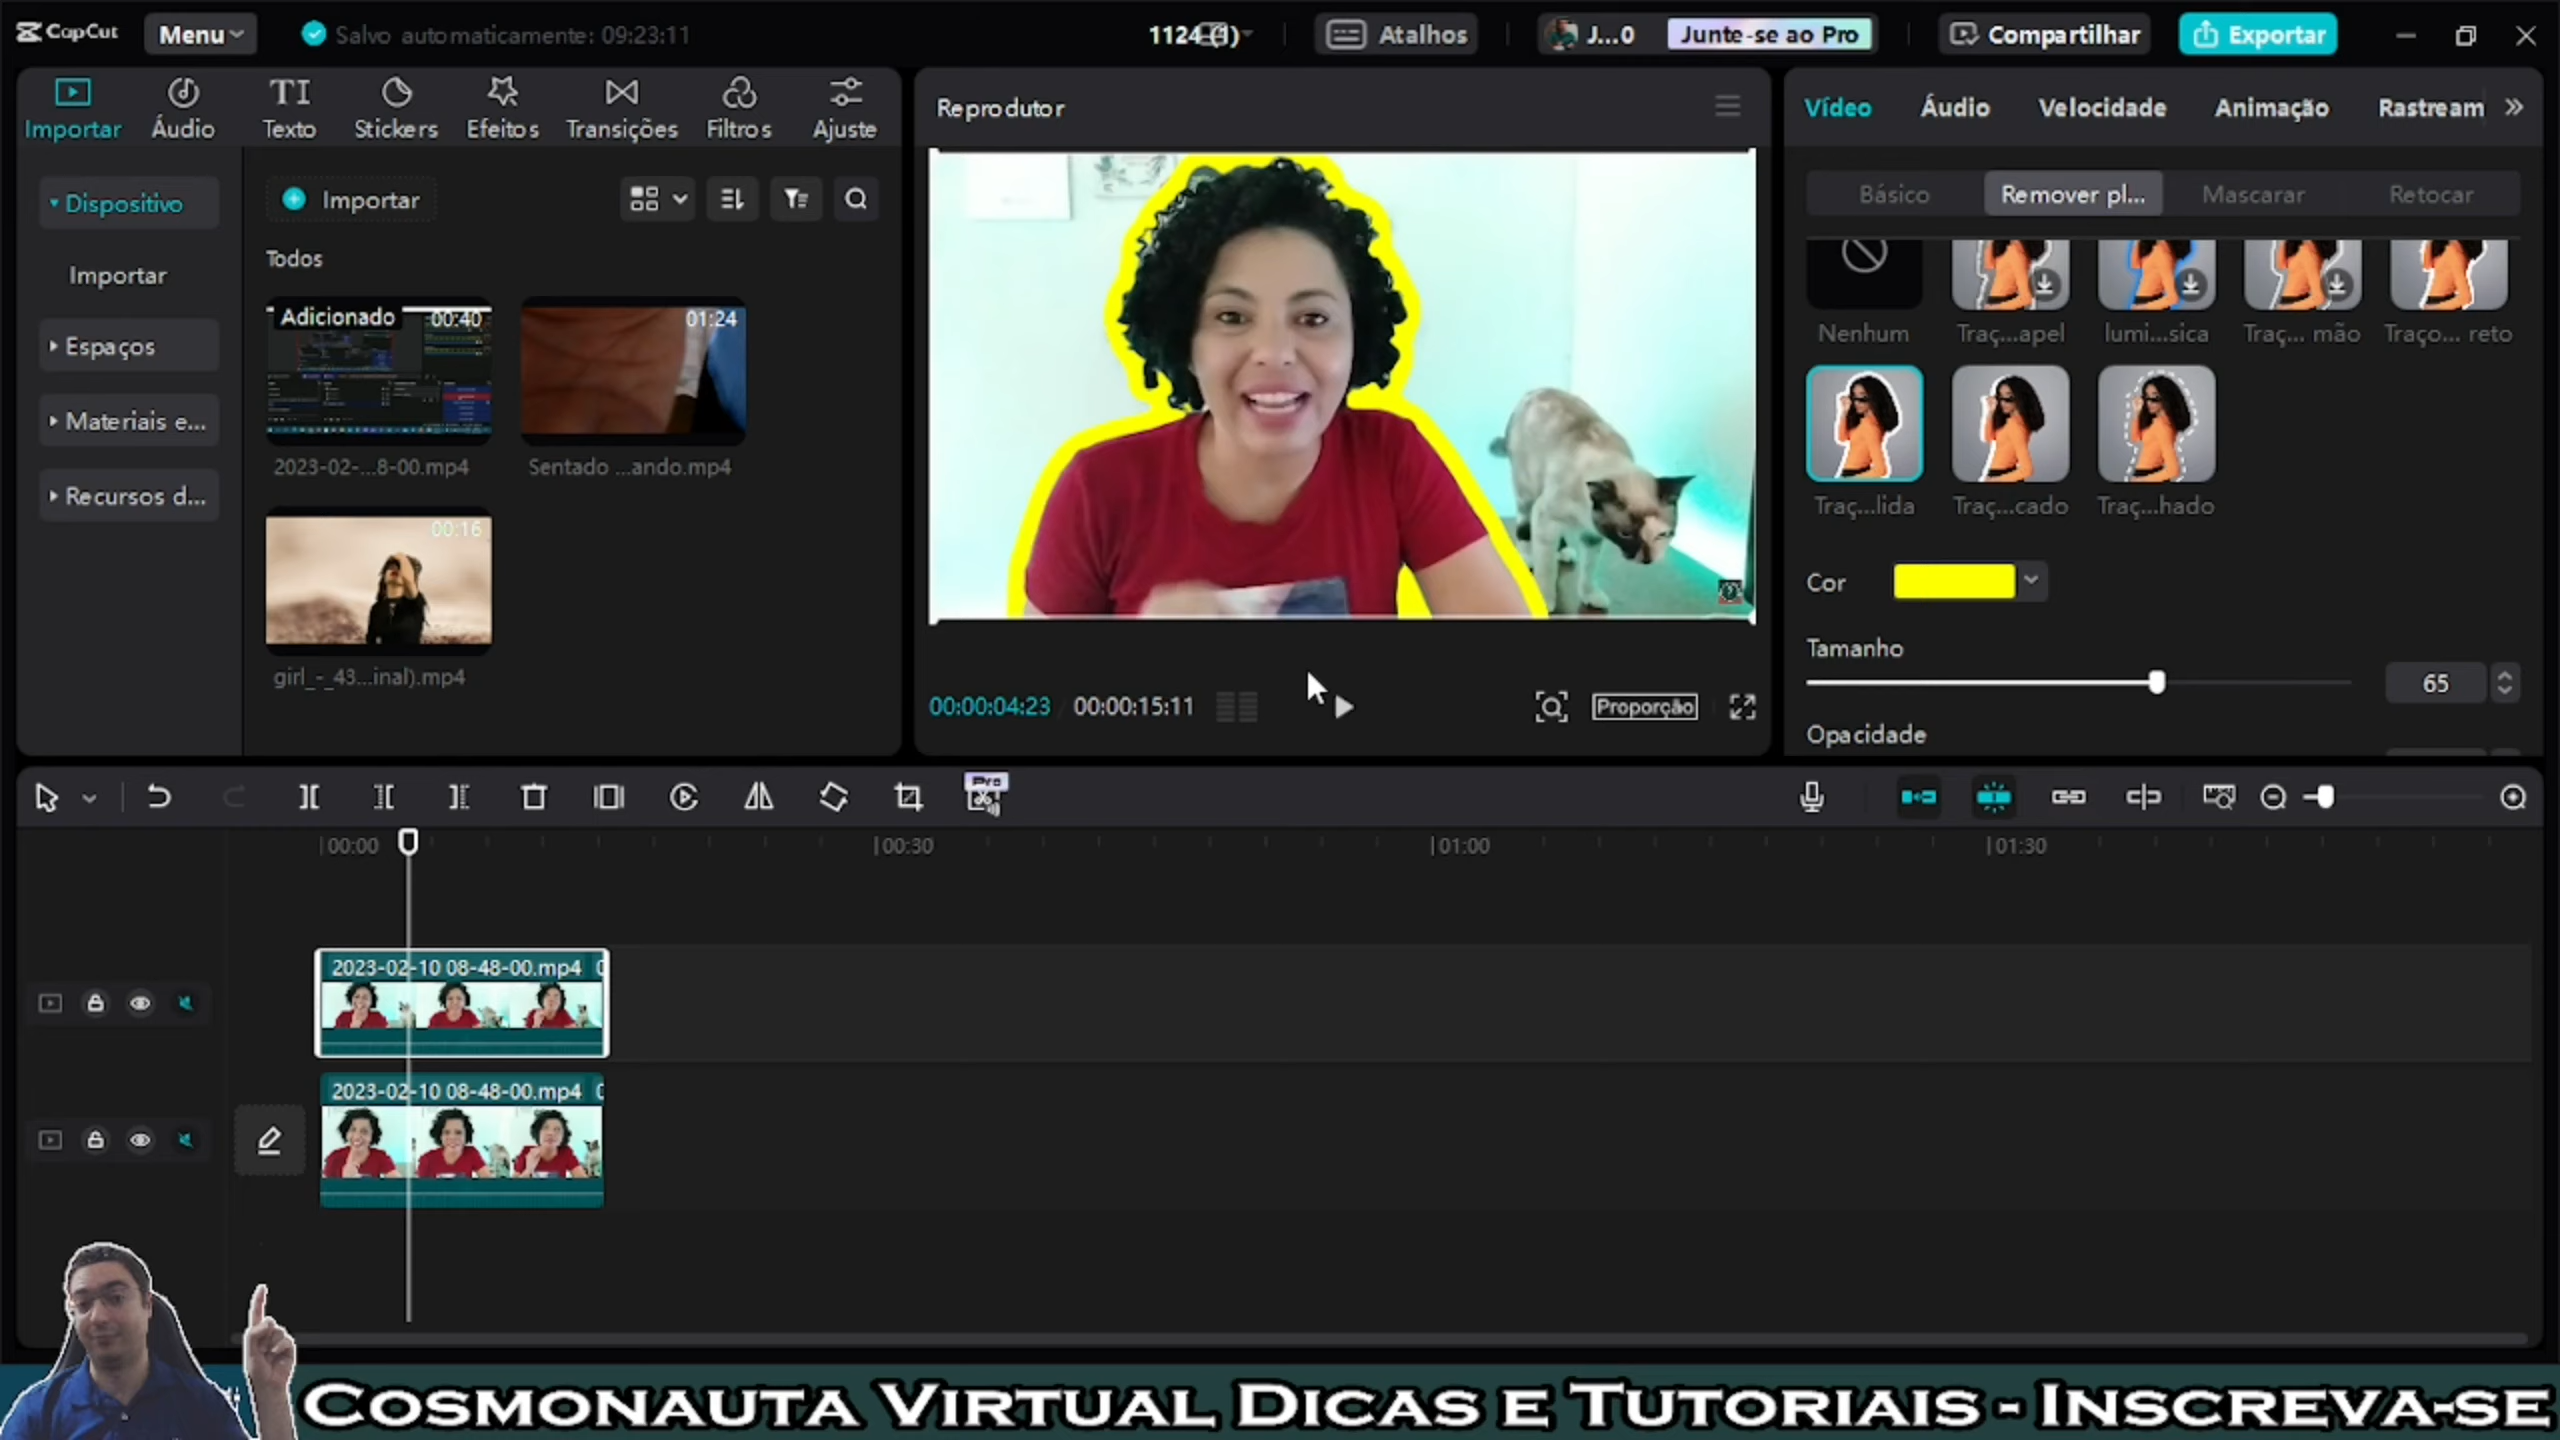 CapCut Menu Salvo automaticamente: 09:23:11 1124 (1) Atalhos J...0 Junte-se ao Pro Compartilhar Exportar
Importar Áudio Texto Stickers Efeitos Transições Filtros Ajuste
Dispositivo
Importar
Espaços
Materiais e...
Recursos d...
Importar
Todos
Adicionado 00:40
2023-02-...8-00.mp4
01:24
Sentado ...ando.mp4
00:16
girl_-_43...inal).mp4
Reprodutor
00:00:04:23 / 00:00:15:11
Proporção
Vídeo Áudio Velocidade Animação Rastream
Básico Remover pl... Mascarar Retocar
Nenhum Traç...apel lumi...sica Traç... mão Traço... reto
Traç...lida Traç...cado Traç...hado
Cor
Tamanho
65
Opacidade
Pro
00:00 00:30 01:00 01:30
2023-02-10 08-48-00.mp4
2023-02-10 08-48-00.mp4
Cosmonauta Virtual Dicas e Tutoriais - Inscreva-se